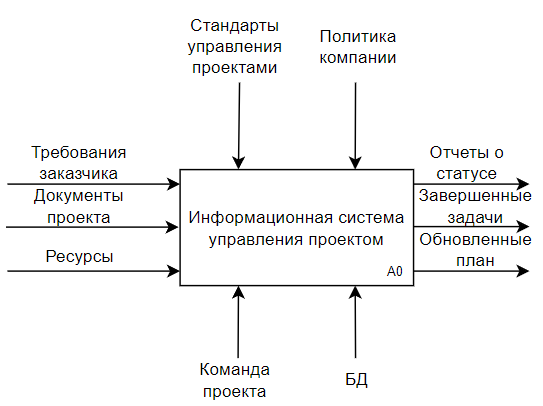 Стандарты
управления
проектами
Политика
компании
Требования
заказчика
Документы
проекта
Ресурсы
Информационная система
управления проектом
A0
Отчеты о
статусе
Завершенные
задачи
Обновленные
план
Команда
проекта
БД